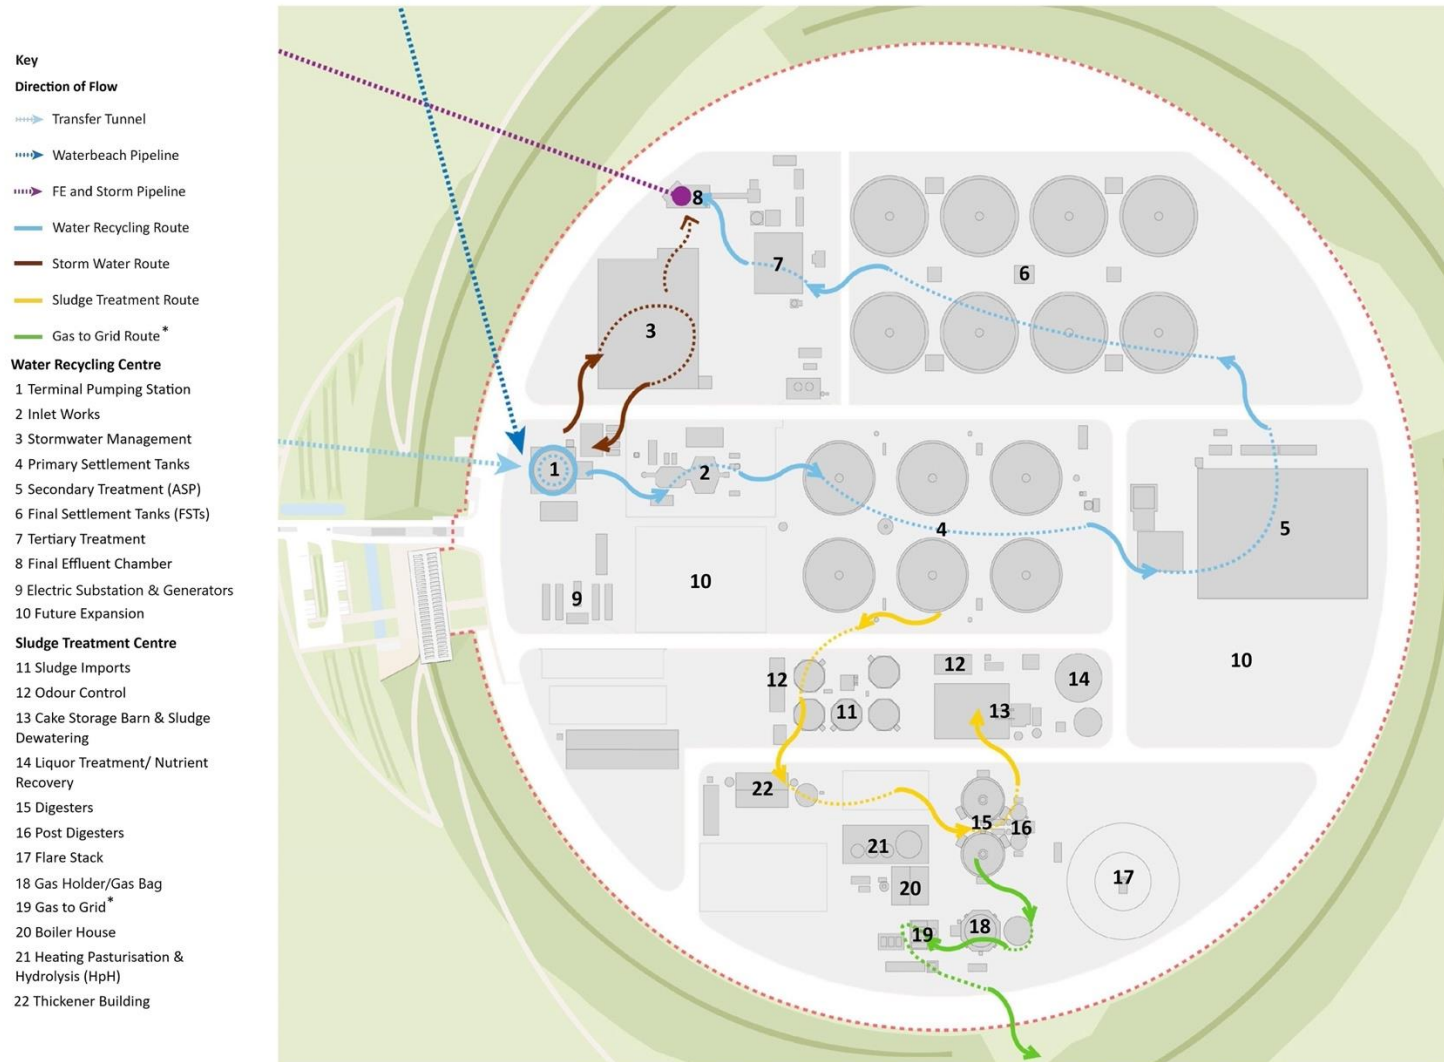 Key
Direction of Flow
Transfer Tunnel
Waterbeach Pipeline
FE and Storm Pipeline
Water Recycling Route
Storm Water Route
Sludge Treatment Route
Gas to Grid Route*
Water Recycling Centre
1 Terminal Pumping Station
2 Inlet Works
3 Stormwater Management
4 Primary Settlement Tanks
5 Secondary Treatment (ASP)
6 Final Settlement Tanks (FSTs)
7 Tertiary Treatment
8 Final Effluent Chamber
9 Electric Substation & Generators
10 Future Expansion
Sludge Treatment Centre
11 Sludge Imports
12 Odour Control
13 Cake Storage Barn & Sludge
Dewatering
14 Liquor Treatment/ Nutrient
Recovery
15 Digesters
16 Post Digesters
17 Flare Stack
18 Gas Holder/Gas Bag
19 Gas to Grid*
20 Boiler House
21 Heating Pasturisation &
Hydrolysis (HpH)
22 Thickener Building
8
7
6
3
1
2
4
5
9
10
10
12
11
12
13
14
22
15
16
21
20
17
19
18